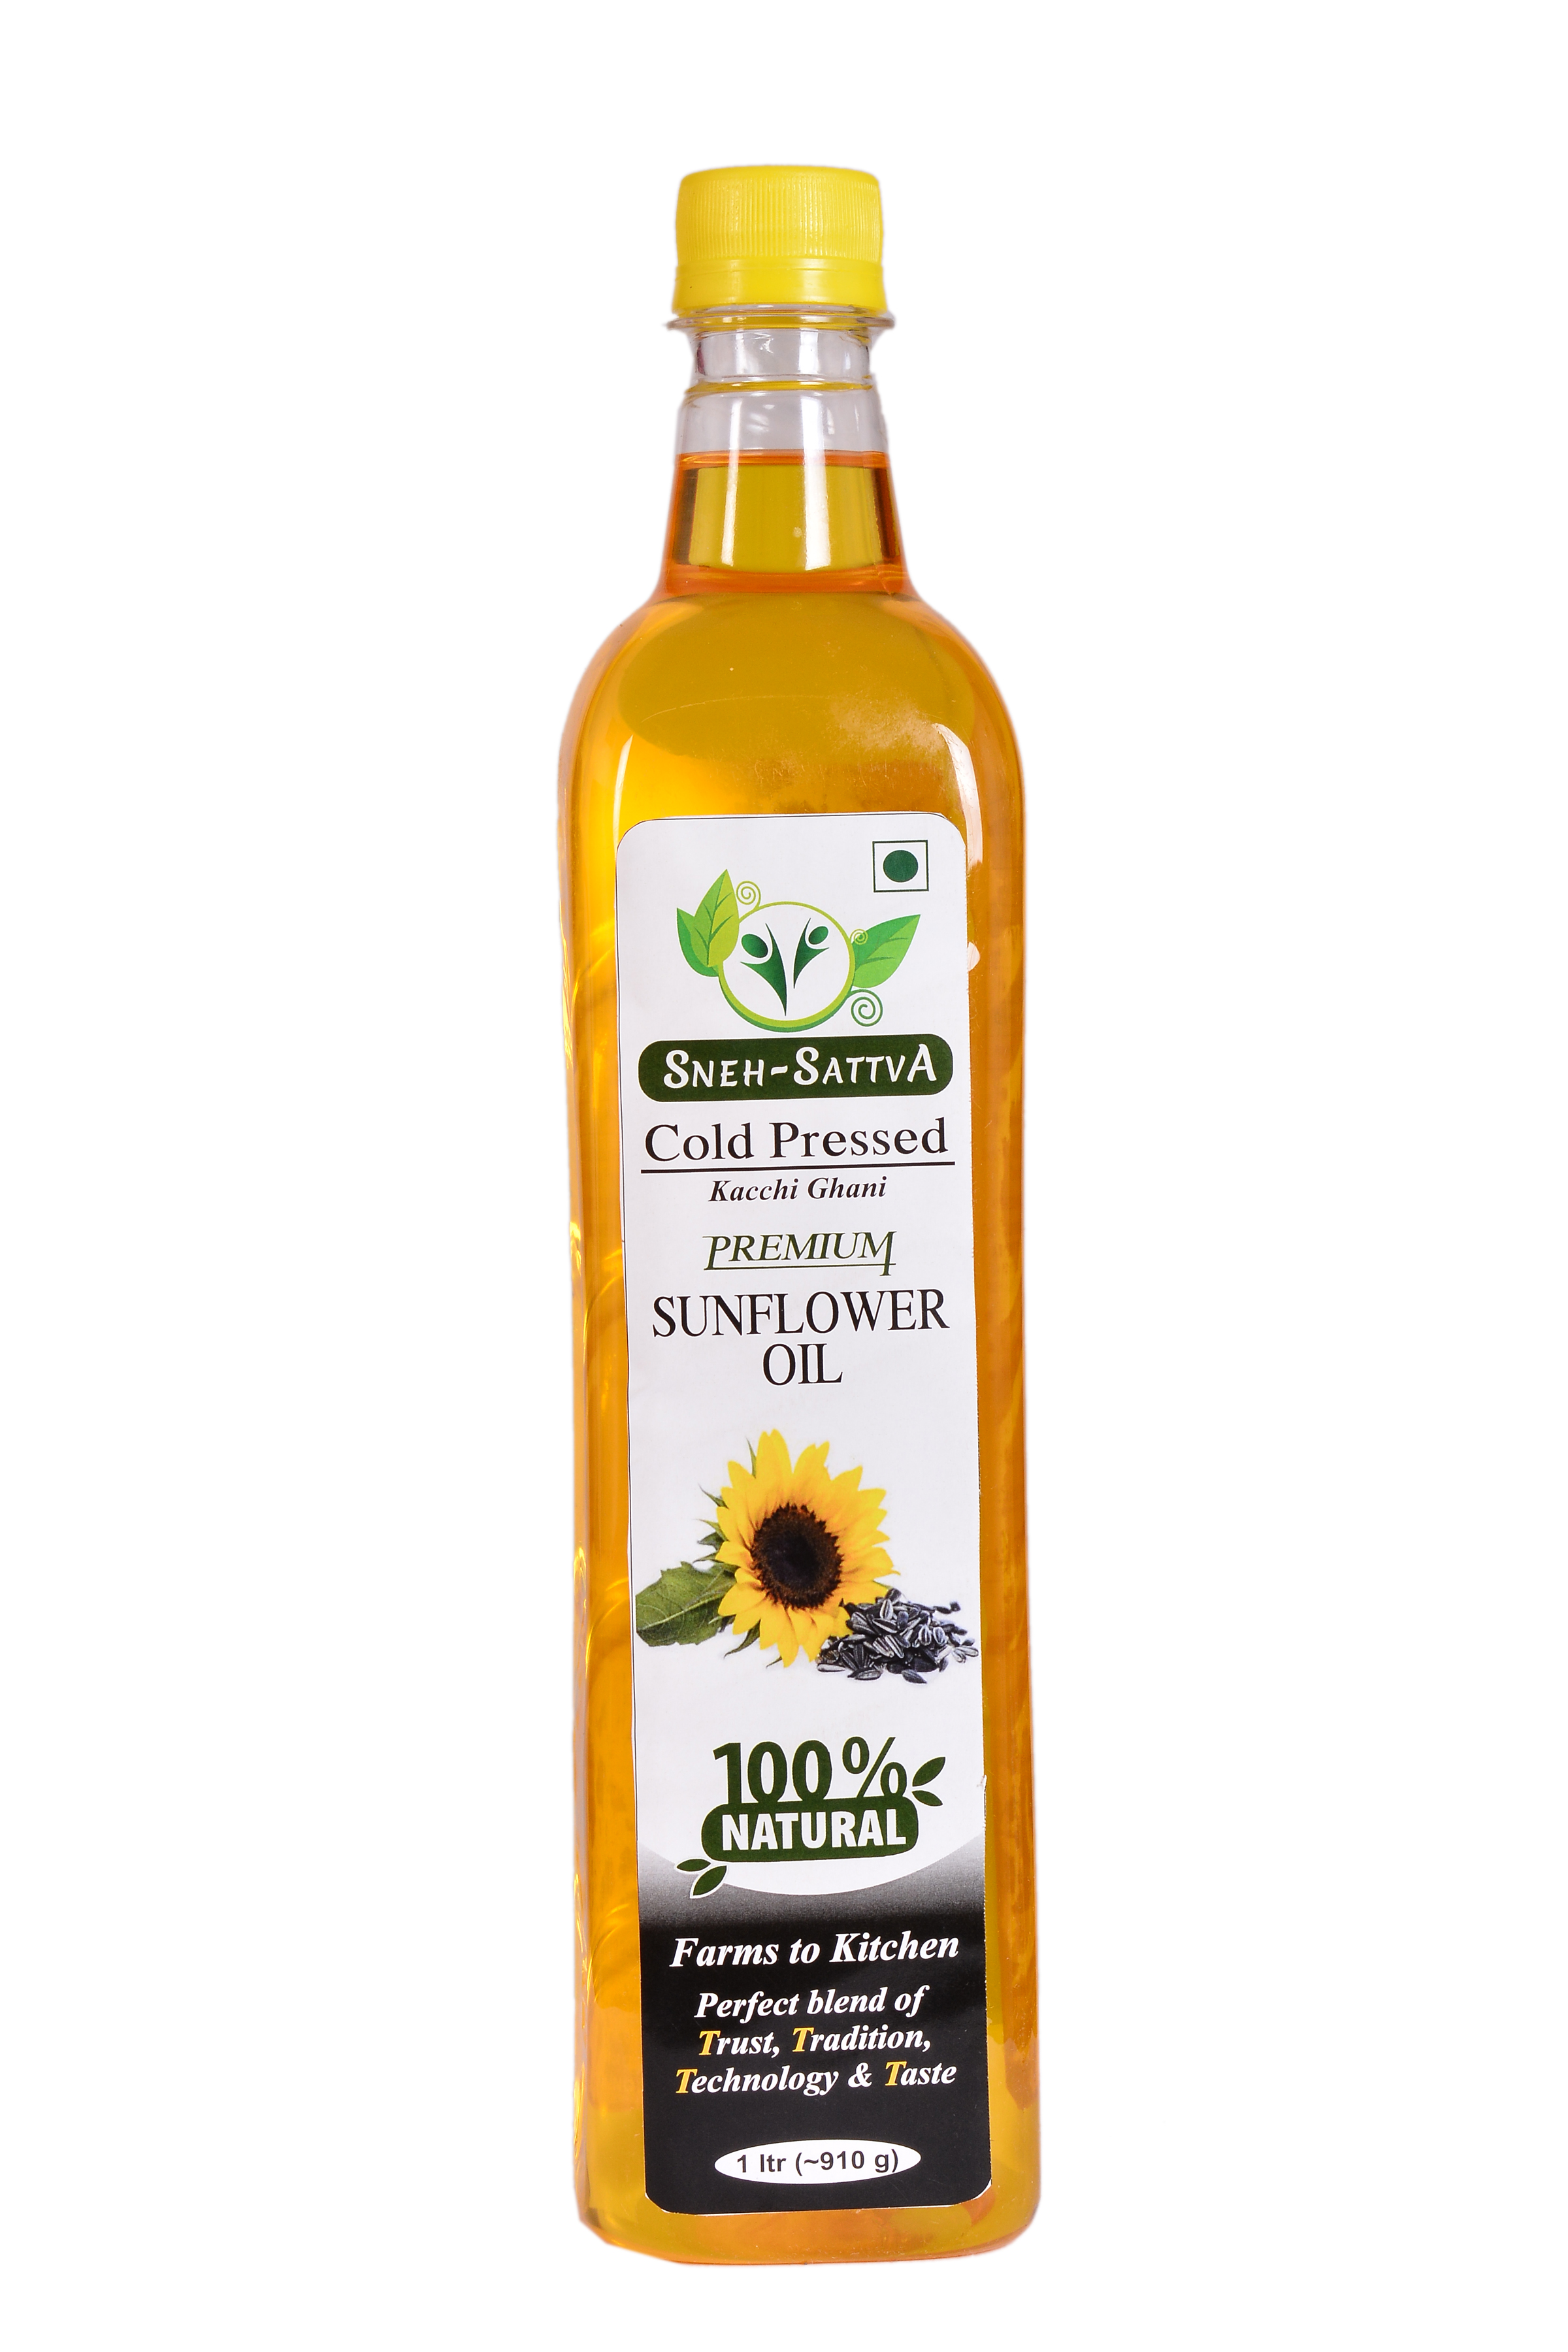 SNEH-SATTVA
Cold Pressed
Kacchi Ghani
PREMIUM
SUNFLOWER
OIL
100%
NATURAL
Farms to Kitchen
Perfect blend of
Trust, Tradition,
Technology & Taste
1 ltr (~910 g)